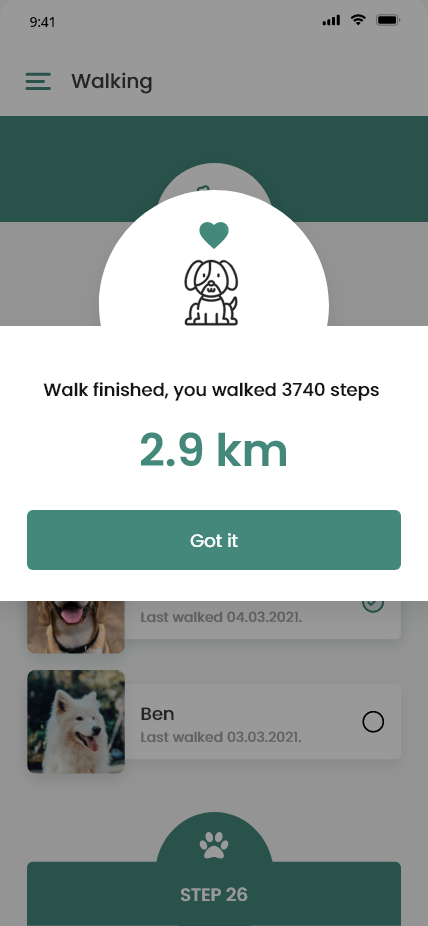 9:41
Walking
Walk finished, you walked 3740 steps
2.9 km
Got it
Last walked 04.03.2021.
Ben
Last walked 03.03.2021.
STEP 26